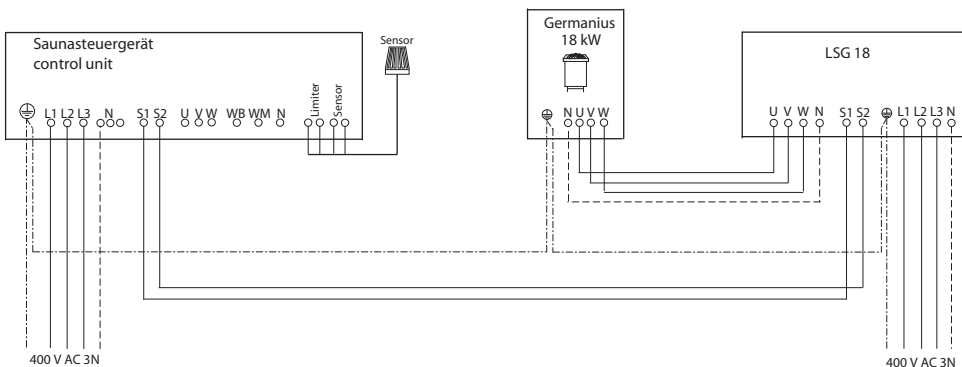 Saunasteuergerät
control unit
L1 L2 L3 N S1 S2 U V W WB WM N
Limiter
Sensor
Sensor
Germanius
18 kW
N U V W
LSG 18
U V W N S1 S2 L1 L2 L3 N
400 V AC 3N
400 V AC 3N